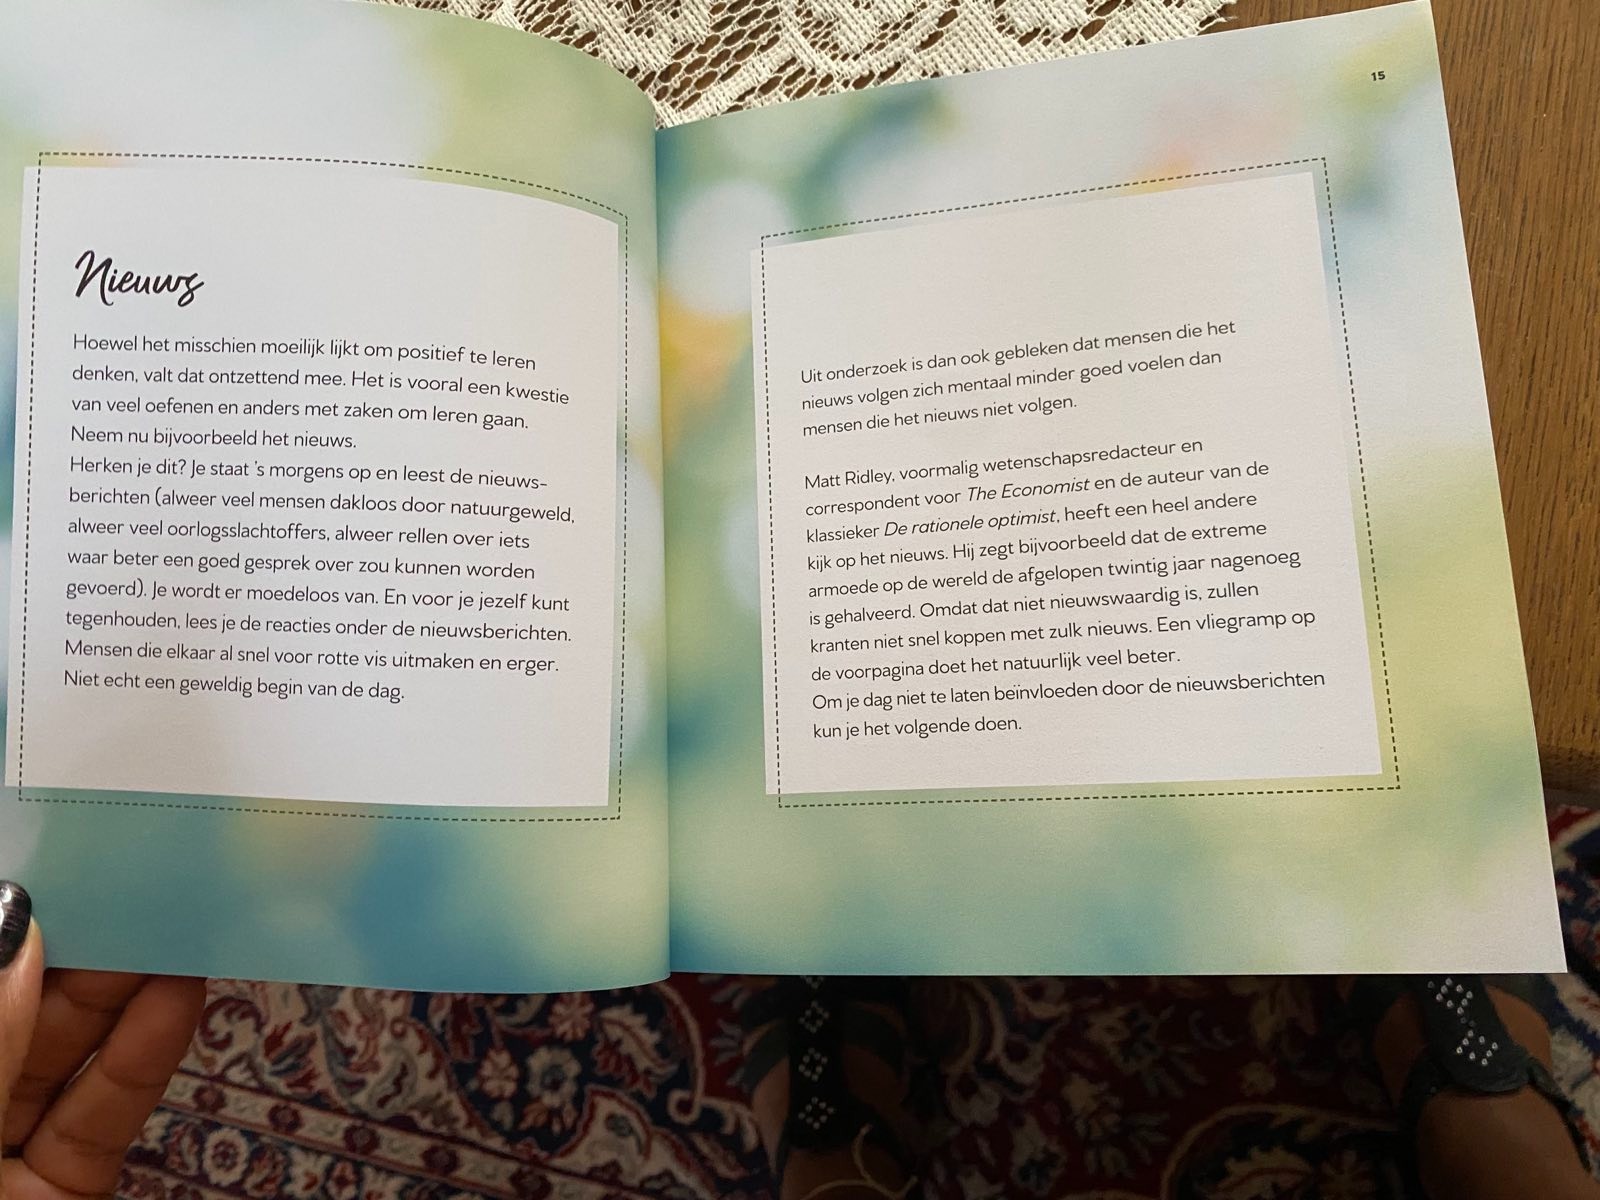 Nieuws
Hoewel het misschien moeilijk lijkt om positief te leren
denken, valt dat ontzettend mee. Het is vooral een kwestie
van veel oefenen en anders met zaken om leren gaan.
Neem nu bijvoorbeeld het nieuws.
Herken je dit? Je staat 's morgens op en leest de nieuws-
berichten (alweer veel mensen dakloos door natuurgeweld,
alweer veel oorlogsslachtoffers, alweer rellen over iets
waar beter een goed gesprek over zou kunnen worden
gevoerd). Je wordt er moedeloos van. En voor je jezelf kunt
tegenhouden, lees je de reacties onder de nieuwsberichten.
Mensen die elkaar al snel voor rotte vis uitmaken en erger.
Niet echt een geweldig begin van de dag.
15
Uit onderzoek is dan ook gebleken dat mensen die het
nieuws volgen zich mentaal minder goed voelen dan
mensen die het nieuws niet volgen.
Matt Ridley, voormalig wetenschapsredacteur en
correspondent voor The Economist en de auteur van de
klassieker De rationele optimist, heeft een heel andere
kijk op het nieuws. Hij zegt bijvoorbeeld dat de extreme
armoede op de wereld de afgelopen twintig jaar nagenoeg
is gehalveerd. Omdat dat niet nieuwswaardig is, zullen
kranten niet snel koppen met zulk nieuws. Een vliegramp op
de voorpagina doet het natuurlijk veel beter.
Om je dag niet te laten beïnvloeden door de nieuwsberichten
kun je het volgende doen.